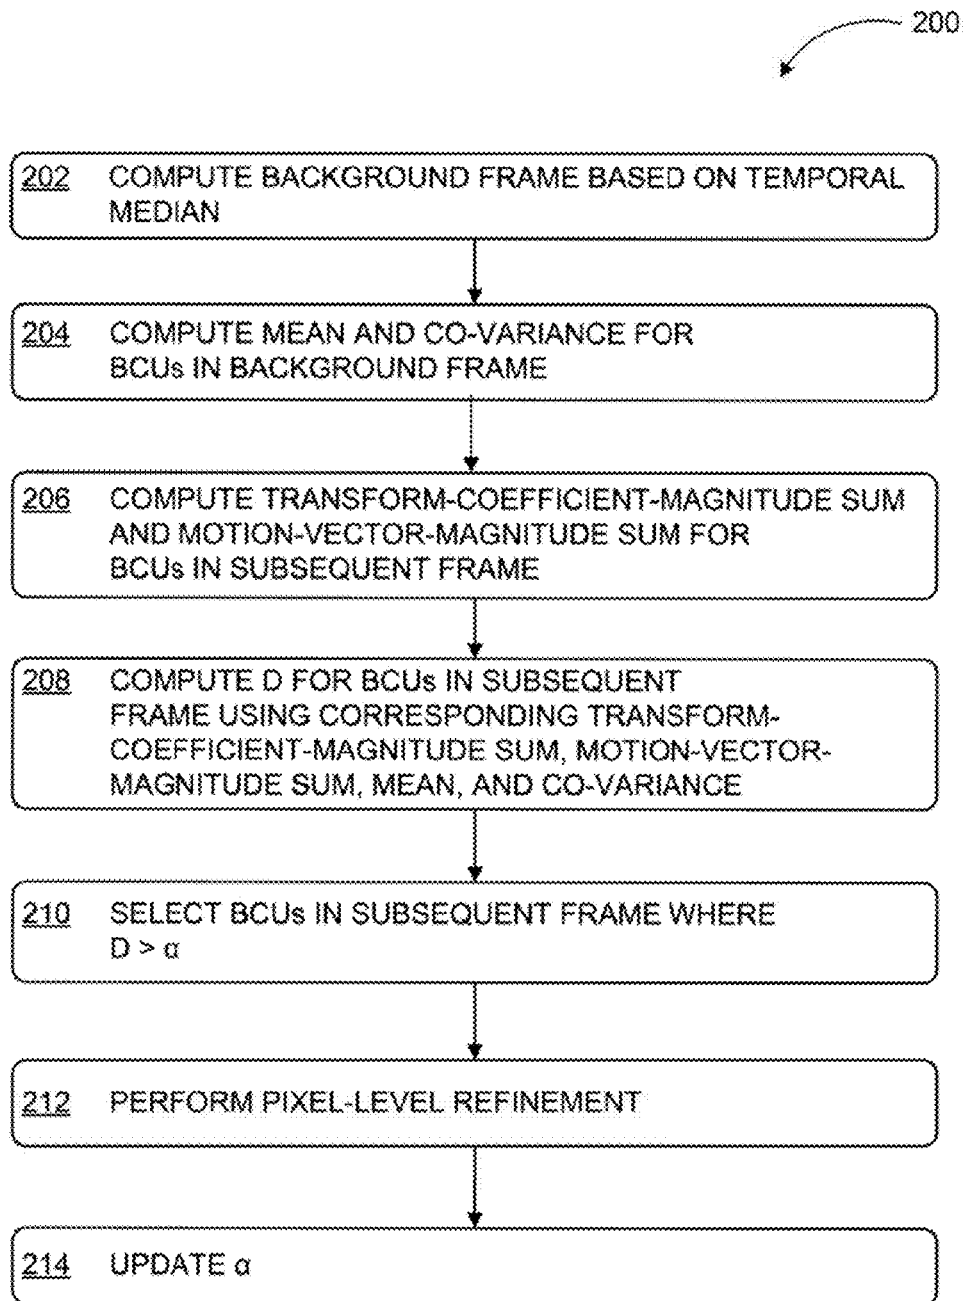 200
202 COMPUTE BACKGROUND FRAME BASED ON TEMPORAL
MEDIAN
204 COMPUTE MEAN AND CO-VARIANCE FOR
BCUs IN BACKGROUND FRAME
206 COMPUTE TRANSFORM-COEFFICIENT-MAGNITUDE SUM
AND MOTION-VECTOR-MAGNITUDE SUM FOR
BCUs IN SUBSEQUENT FRAME
208 COMPUTE D FOR BCUs IN SUBSEQUENT
FRAME USING CORRESPONDING TRANSFORM-
COEFFICIENT-MAGNITUDE SUM, MOTION-VECTOR-
MAGNITUDE SUM, MEAN, AND CO-VARIANCE
210 SELECT BCUs IN SUBSEQUENT FRAME WHERE
D > α
212 PERFORM PIXEL-LEVEL REFINEMENT
214 UPDATE α